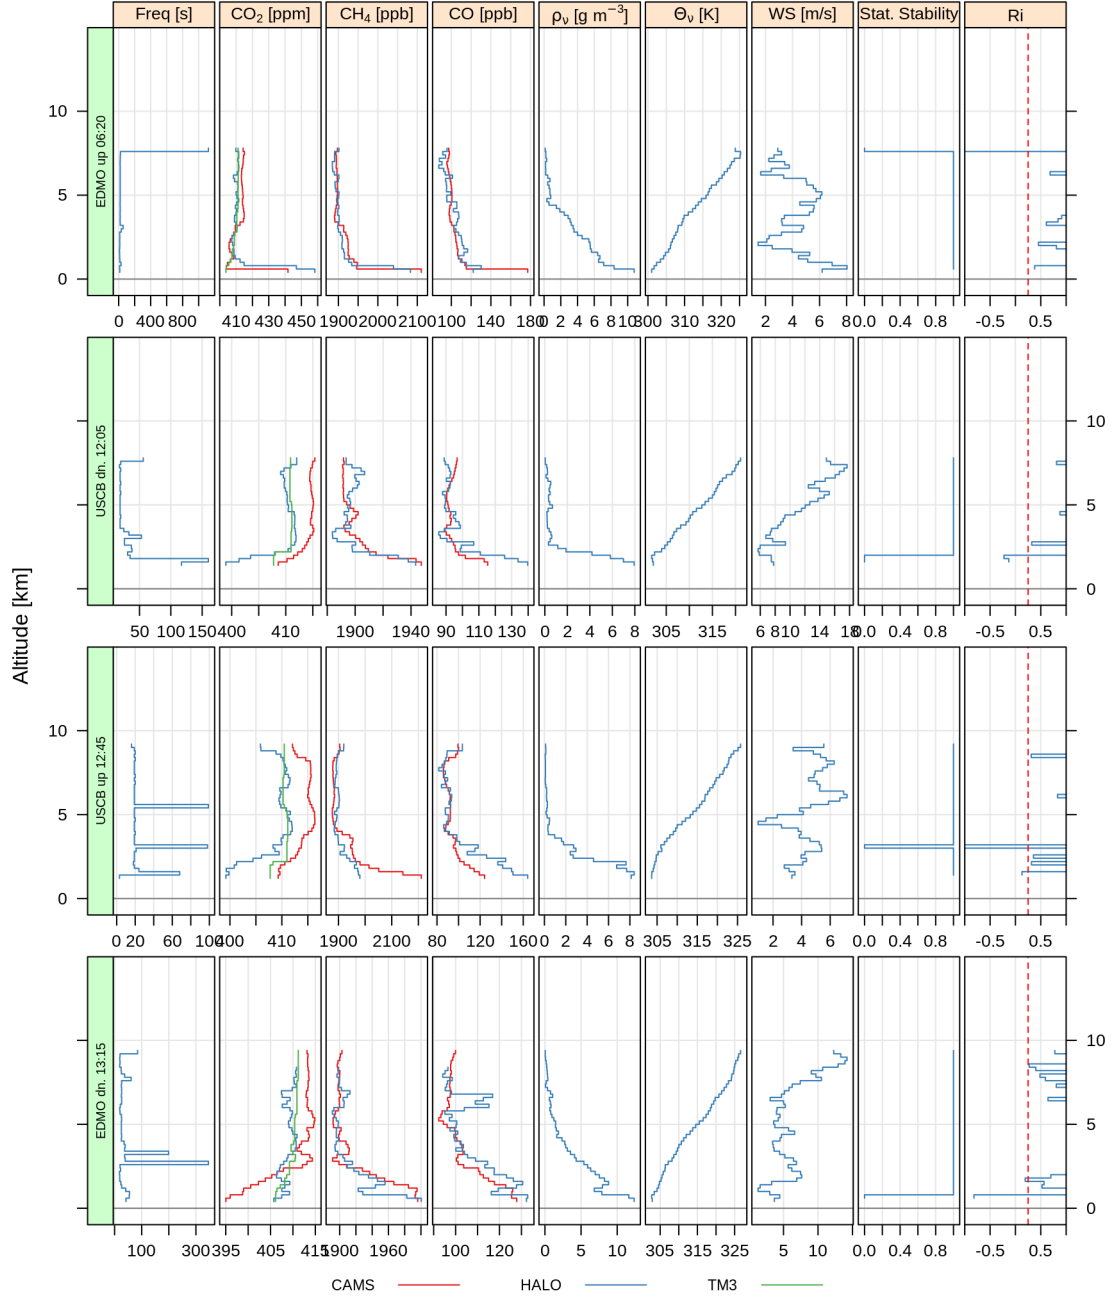 Freq [s] CO₂ [ppm] CH₄ [ppb] CO [ppb] ρᵥ [g m⁻³] Θᵥ [K] WS [m/s] Stat. Stability Ri
Altitude [km]
EDMO up 06:20
10
5
0
0 400 800 410 430 450 1900 2000 2100 100 140 180 0 2 4 6 8 10 300 310 320 2 4 6 8 0.0 0.4 0.8 -0.5 0.5
USCB dn. 12:05
10
5
0
50 100 150 400 410 1900 1940 90 110 130 0 2 4 6 8 305 315 6 8 10 14 18 0.0 0.4 0.8 -0.5 0.5
USCB up 12:45
10
5
0
0 20 60 100 400 410 1900 2100 80 120 160 0 2 4 6 8 305 315 325 2 4 6 0.0 0.4 0.8 -0.5 0.5
EDMO dn. 13:15
10
5
0
100 300 395 405 415 1900 1960 100 120 0 5 10 305 315 325 5 10 0.0 0.4 0.8 -0.5 0.5
CAMS HALO TM3